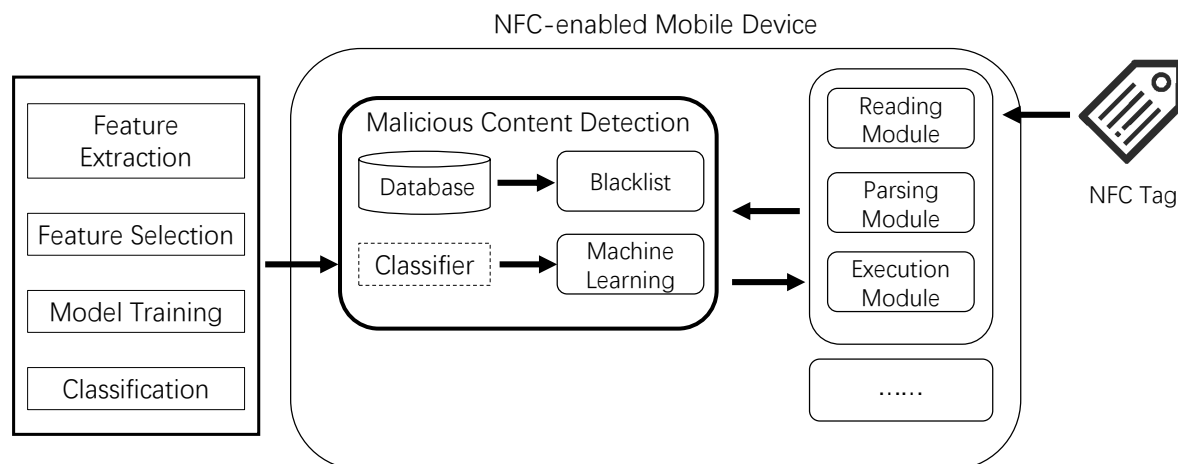 NFC-enabled Mobile Device
Feature
Extraction
Feature Selection
Model Training
Classification
Malicious Content Detection
Database
Blacklist
Classifier
Machine
Learning
Reading
Module
Parsing
Module
Execution
Module
……
NFC Tag